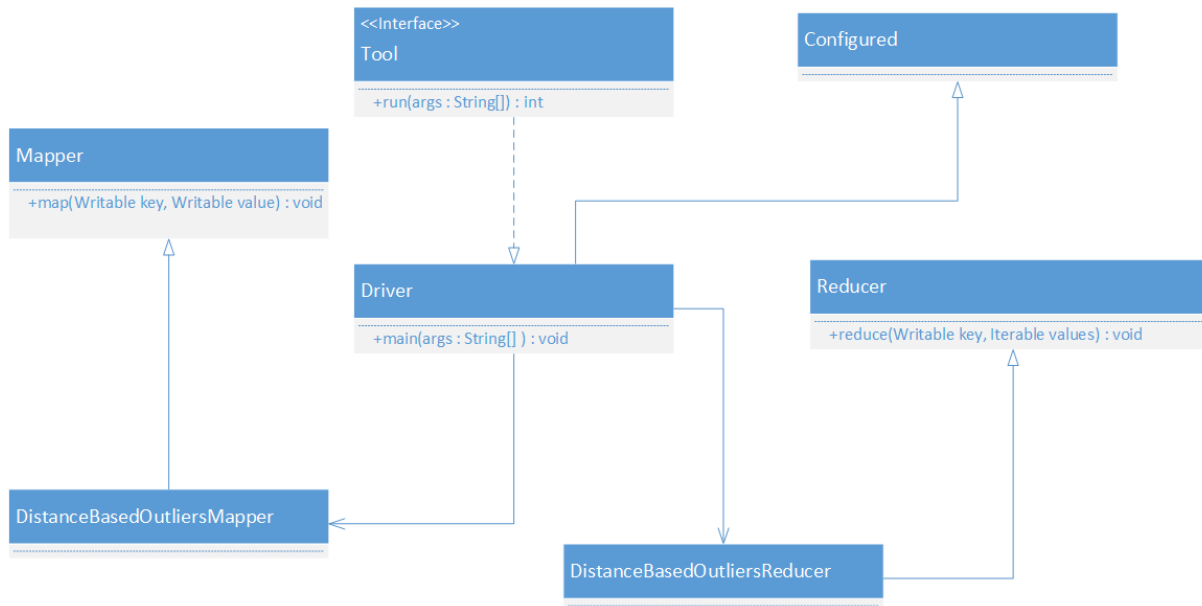 <<Interface>>
Tool
+run(args : String[]) : int
Configured
Mapper
+map(Writable key, Writable value) : void
Driver
+main(args : String[] ) : void
Reducer
+reduce(Writable key, Iterable values) : void
DistanceBasedOutliersMapper
DistanceBasedOutliersReducer